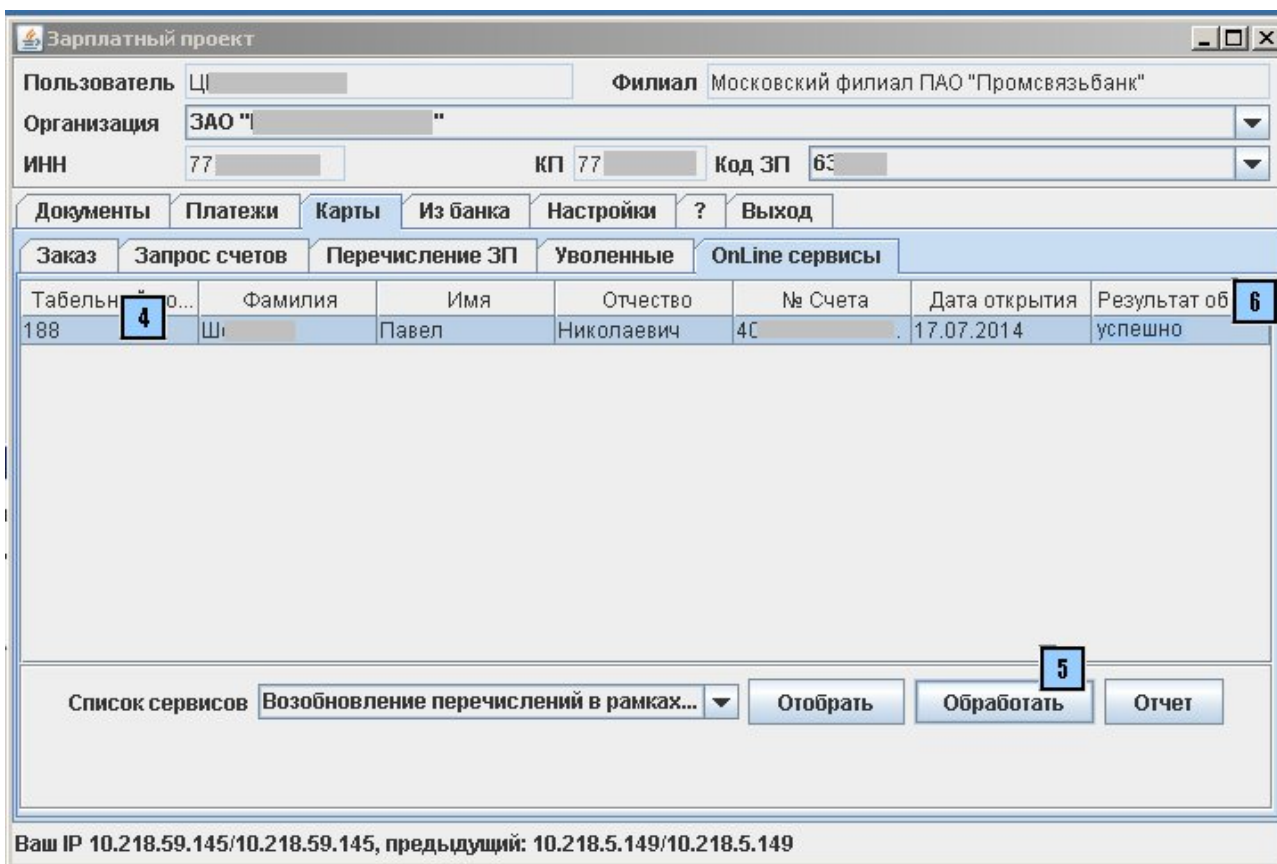 Зарплатный проект
Пользователь Ц Филиал Московский филиал ПАО "Промсвязьбанк"
Организация ЗАО " "
ИНН 77 КП 77 Код ЗП 63
Документы Платежи Карты Из банка Настройки ? Выход
Заказ Запрос счетов Перечисление ЗП Уволенные OnLine сервисы
Фамилия Имя Отчество № Счета Дата открытия Результат об 6
4
188 Ш Павел Николаевич 40 . 17.07.2014 успешно
5
Список сервисов Возобновление перечислений в рамках... Отобрать Обработать Отчет
Ваш IP 10.218.59.145/10.218.59.145, предыдущий: 10.218.5.149/10.218.5.149